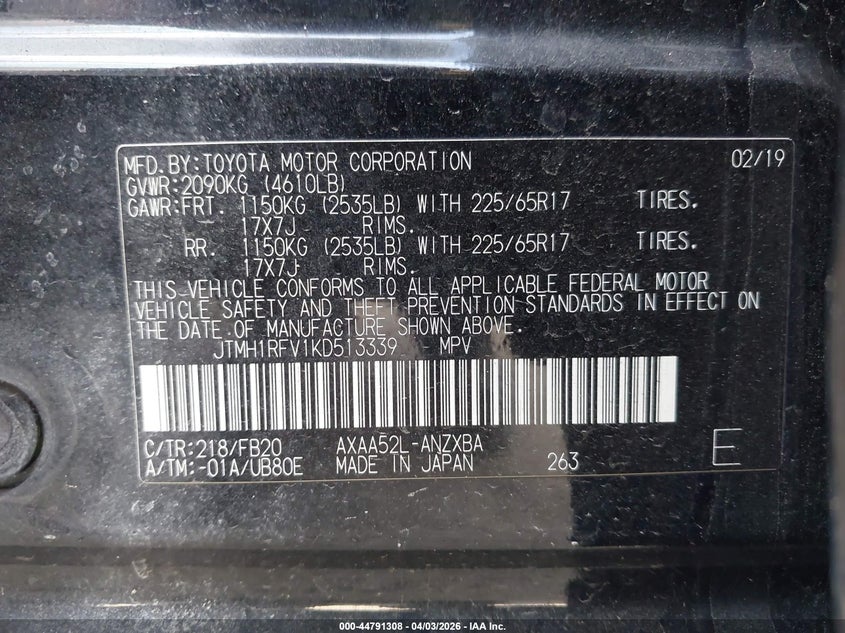 MFD.BY:TOYOTA MOTOR CORPORATION 02/19
GVWR:2090KG (4610LB)
GAWR:FRT. 1150KG (2535LB) WITH 225/65R17 TIRES.
17X7J RIMS.
RR. 1150KG (2535LB) WITH 225/65R17 TIRES.
17X7J RIMS.
THIS VEHICLE CONFORMS TO ALL APPLICABLE FEDERAL MOTOR
VEHICLE SAFETY AND THEFT PREVENTION STANDARDS IN EFFECT ON
THE DATE OF MANUFACTURE SHOWN ABOVE.
JTMH1RFV1KD513339 MPV
C/TR:218/FB20 AXAA52L-ANZXBA
A/TM:-01A/UB80E MADE IN JAPAN 263 E
000-44791308 - 04/03/2026 - IAA Inc.